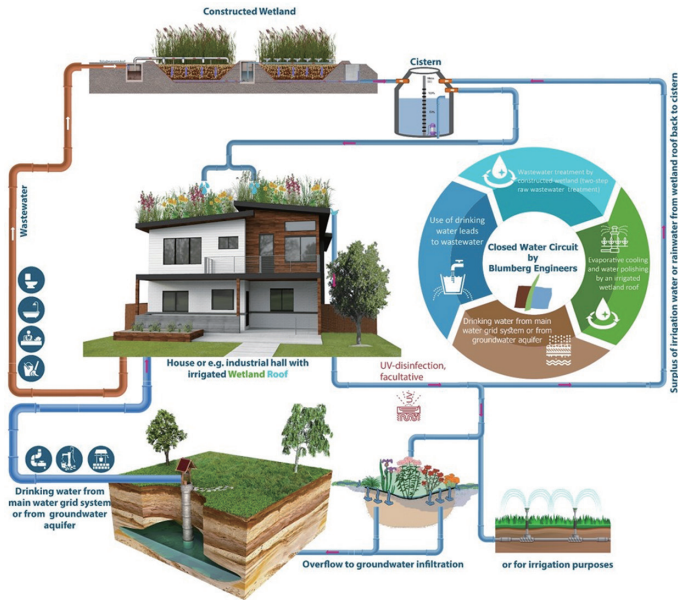 Constructed Wetland
Cistern
Wastewater
Surplus of irrigation water or rainwater from wetland roof back to cistern
Wastewater treatment by
constructed wetland (two-step
raw wastewater treatment)
Use of drinking
water leads
to wastewater
Closed Water Circuit
by
Blumberg Engineers
Evaporative cooling
and water polishing
by an irrigated
wetland roof
Drinking water from main
water grid system or from
groundwater aquifer
House or e.g. industrial hall with
irrigated Wetland Roof
UV-disinfection,
facultative
Drinking water from
main water grid system
or from groundwater
aquifer
Overflow to groundwater infiltration
or for irrigation purposes